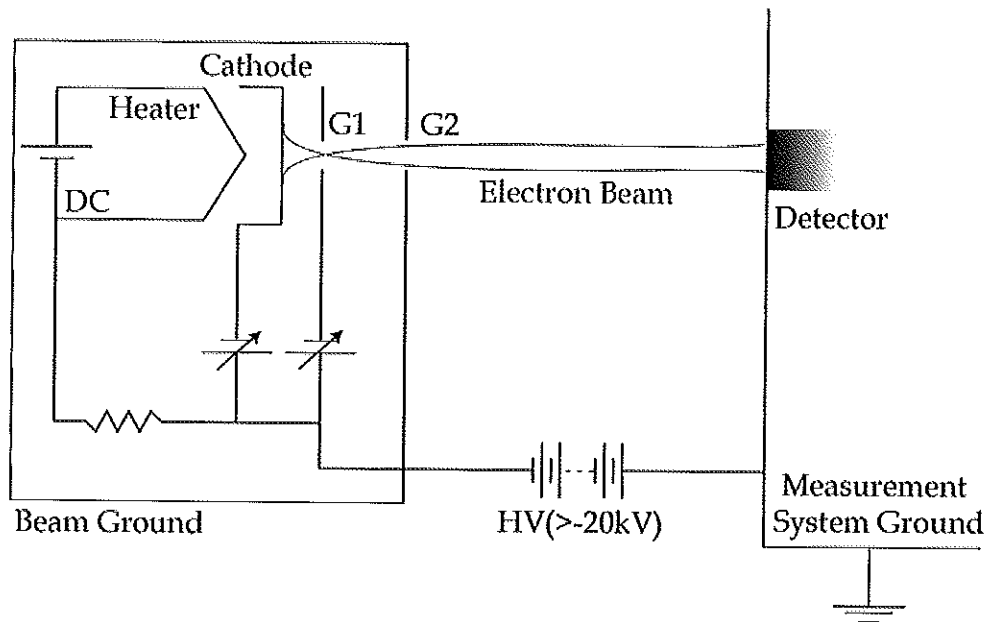 Cathode
Heater
G1
G2
DC
Electron Beam
Detector
HV(>-20kV)
Beam Ground
Measurement
System Ground